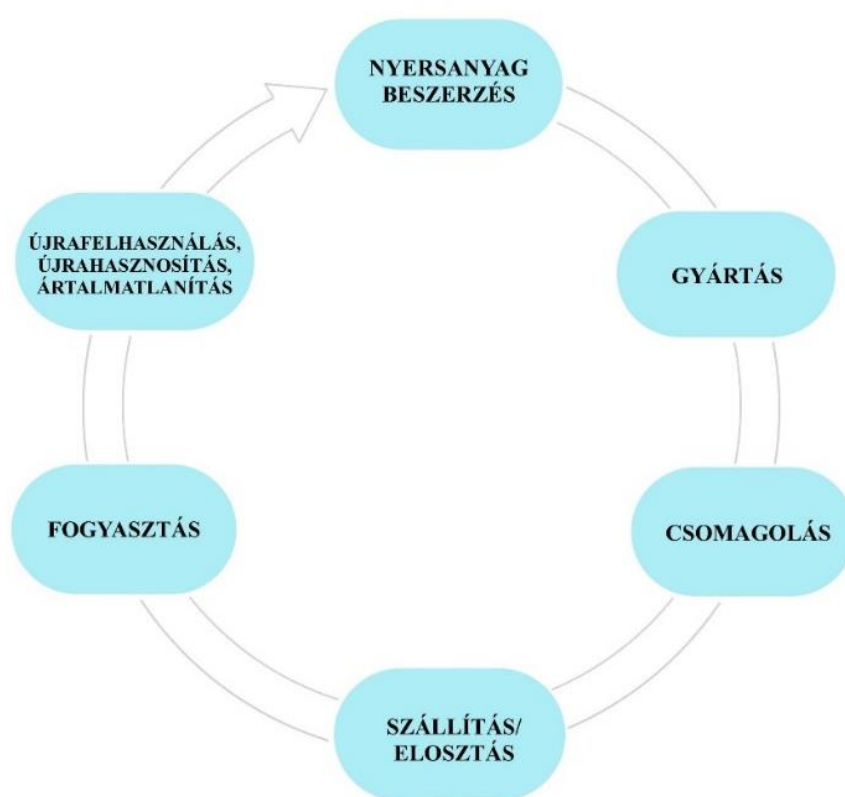 NYERSANYAG
BESZERZÉS
GYÁRTÁS
CSOMAGOLÁS
SZÁLLÍTÁS/
ELOSZTÁS
FOGYASZTÁS
ÚJRAFELHASZNÁLÁS,
ÚJRAHASZNOSÍTÁS,
ÁRTALMATLANÍTÁS